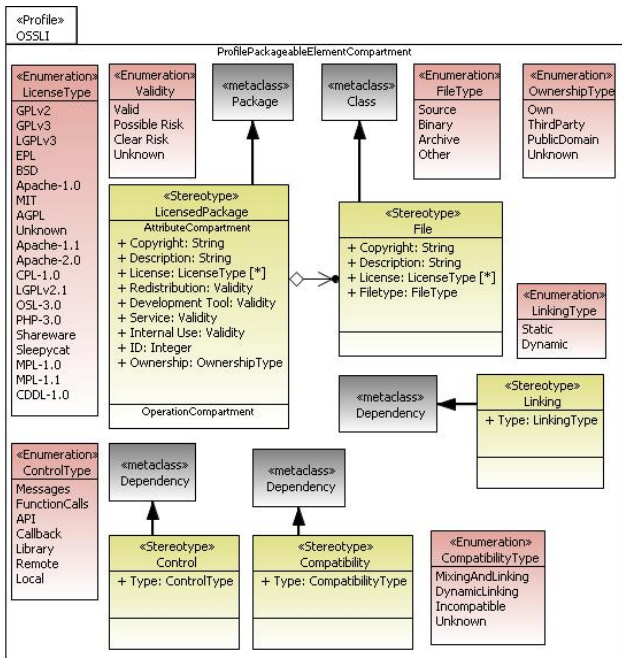 «Profile»
OSSLI
ProfilePackageableElementCompartment
«Enumeration»
LicenseType
GPLv2
GPLv3
LGPLv3
EPL
BSD
Apache-1.0
MIT
AGPL
Unknown
Apache-1.1
Apache-2.0
CPL-1.0
LGPLv2.1
OSL-3.0
PHP-3.0
Shareware
Sleepycat
MPL-1.0
MPL-1.1
CDDL-1.0
«Enumeration»
Validity
Valid
Possible Risk
Clear Risk
Unknown
«metaclass»
Package
«metaclass»
Class
«Enumeration»
FileType
Source
Binary
Archive
Other
«Enumeration»
OwnershipType
Own
ThirdParty
PublicDomain
Unknown
«Stereotype»
LicensedPackage
AttributeCompartment
+ Copyright: String
+ Description: String
+ License: LicenseType [*]
+ Redistribution: Validity
+ Development Tool: Validity
+ Service: Validity
+ Internal Use: Validity
+ ID: Integer
+ Ownership: OwnershipType
OperationCompartment
«Stereotype»
File
+ Copyright: String
+ Description: String
+ License: LicenseType [*]
+ Filetype: FileType
«Enumeration»
LinkingType
Static
Dynamic
«metaclass»
Dependency
«Stereotype»
Linking
+ Type: LinkingType
«Enumeration»
ControlType
Messages
FunctionCalls
API
Callback
Library
Remote
Local
«metaclass»
Dependency
«Stereotype»
Control
+ Type: ControlType
«metaclass»
Dependency
«Stereotype»
Compatibility
+ Type: CompatibilityType
«Enumeration»
CompatibilityType
MixingAndLinking
DynamicLinking
Incompatible
Unknown